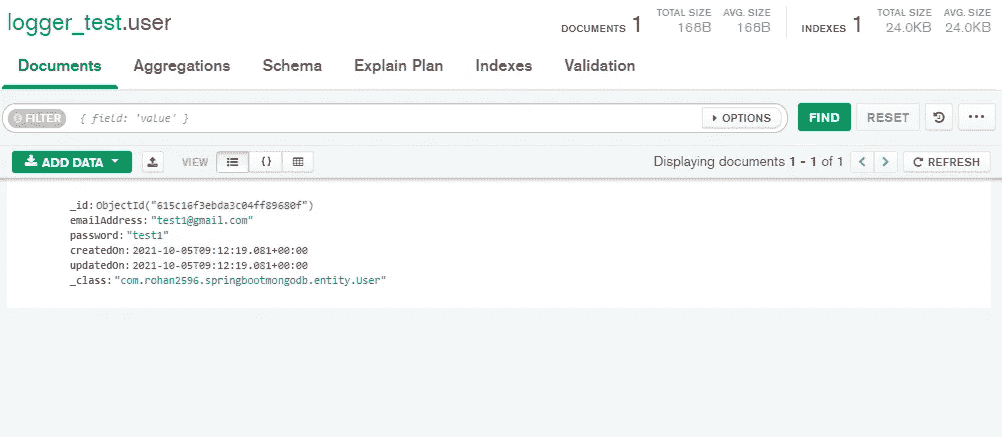 logger_test.user
DOCUMENTS 1 TOTAL SIZE 168B AVG. SIZE 168B INDEXES 1 TOTAL SIZE 24.0KB AVG. SIZE 24.0KB
Documents Aggregations Schema Explain Plan Indexes Validation
FILTER { field: 'value' } OPTIONS FIND RESET
ADD DATA VIEW {} Displaying documents 1 - 1 of 1 REFRESH
_id: ObjectId("615c16f3ebda3c04ff89680f")
emailAddress: "test1@gmail.com"
password: "test1"
createdOn: 2021-10-05T09:12:19.081+00:00
updatedOn: 2021-10-05T09:12:19.081+00:00
_class: "com.rohan2596.springbootmongodb.entity.User"